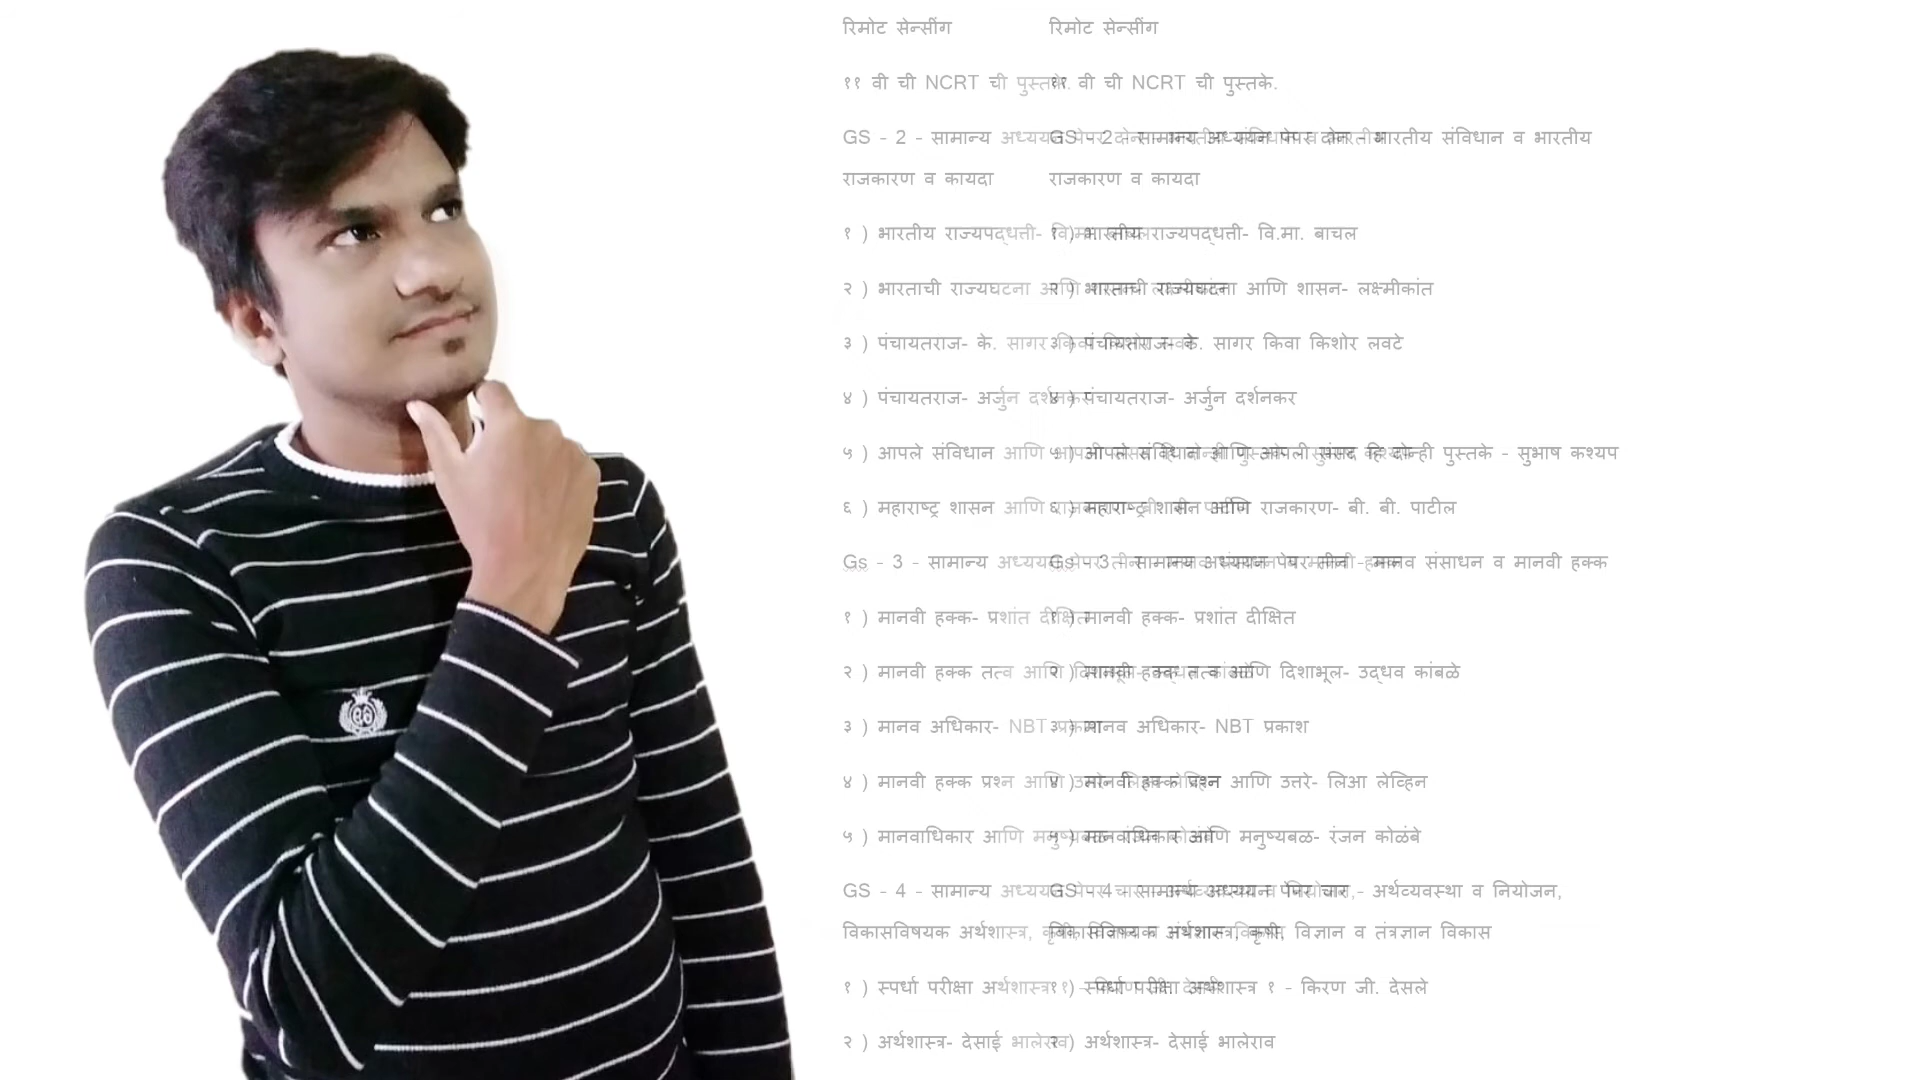 रिमोट सेन्सींग
११ वी ची NCRT ची पुस्तके.
GS - 2 - सामान्य अध्ययन पेपर दोन - भारतीय संविधान व भारतीय
राजकारण व कायदा
१ ) भारतीय राज्यपद्धत्ती- वि.मा. बाचल
२ ) भारताची राज्यघटना आणि शासन- लक्ष्मीकांत
३ ) पंचायतराज- के. सागर किवा किशोर लवटे
४ ) पंचायतराज- अर्जुन दर्शनकर
५ ) आपले संविधान आणि आपली संसद हि दोन्ही पुस्तके - सुभाष कश्यप
६ ) महाराष्ट्र शासन आणि राजकारण- बी. बी. पाटील
Gs - 3 - सामान्य अध्ययन पेपर तीन - मानव संसाधन व मानवी हक्क
१ ) मानवी हक्क- प्रशांत दीक्षित
२ ) मानवी हक्क तत्व आणि दिशाभूल- उद्धव कांबळे
३ ) मानव अधिकार- NBT प्रकाश
४ ) मानवी हक्क प्रश्न आणि उत्तरे- लिआ लेव्हिन
५ ) मानवाधिकार आणि मनुष्यबळ- रंजन कोळंबे
GS - 4 - सामान्य अध्ययन पेपर चार - अर्थव्यवस्था व नियोजन,
विकासविषयक अर्थशास्त्र, कृषी, विज्ञान व तंत्रज्ञान विकास
१ ) स्पर्धा परीक्षा अर्थशास्त्र १ - किरण जी. देसले
२ ) अर्थशास्त्र- देसाई भालेराव